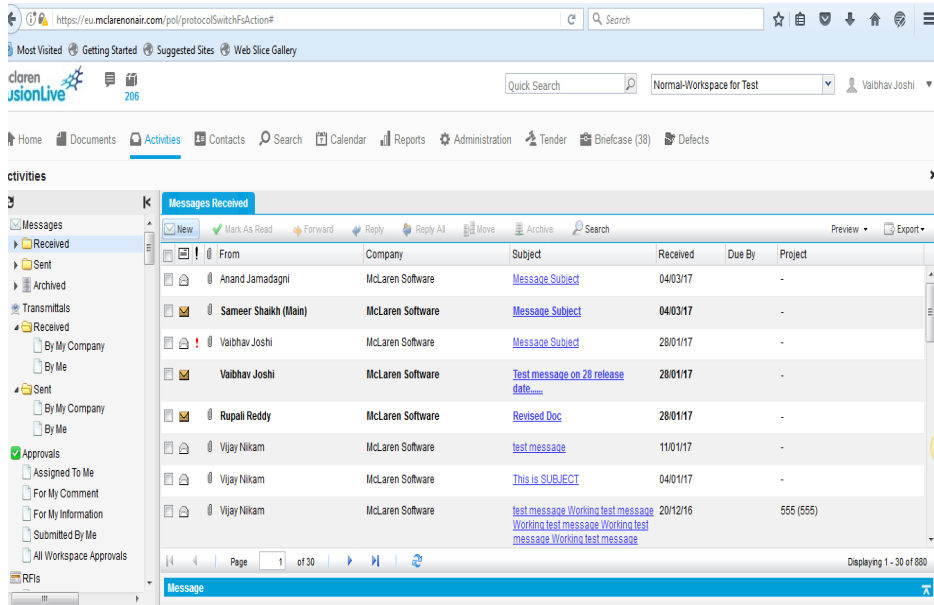 https://eu.mclarenonair.com/pol/protocolSwitchFsAction#
Search
Most Visited Getting Started Suggested Sites Web Slice Gallery
claren
usionLive
206
Quick Search
Normal-Workspace for Test
Vaibhav Joshi
Home Documents Activities Contacts Search Calendar Reports Administration Tender Briefcase (38) Defects
ctivities
Messages Received
Messages
New Mark As Read Forward Reply Reply All Move Archive Search Preview Export
Received
! From Company Subject Received Due By Project
Sent
Anand Jamadagni McLaren Software Message Subject 04/03/17 -
Archived
Transmittals
Sameer Shaikh (Main) McLaren Software Message Subject 04/03/17 -
Received
By My Company
! Vaibhav Joshi McLaren Software Message Subject 28/01/17 -
By Me
Vaibhav Joshi McLaren Software Test message on 28 release 28/01/17 -
date......
Sent
By My Company
Rupali Reddy McLaren Software Revised Doc 28/01/17 -
By Me
Vijay Nikam McLaren Software test message 11/01/17 -
Approvals
Assigned To Me
Vijay Nikam McLaren Software This is SUBJECT 04/01/17 -
For My Comment
For My Information
Vijay Nikam McLaren Software test message Working test message 20/12/16 555 (555)
Working test message Working test
message Working test message
Submitted By Me
All Workspace Approvals
Page 1 of 30 Displaying 1 - 30 of 880
RFIs
Message